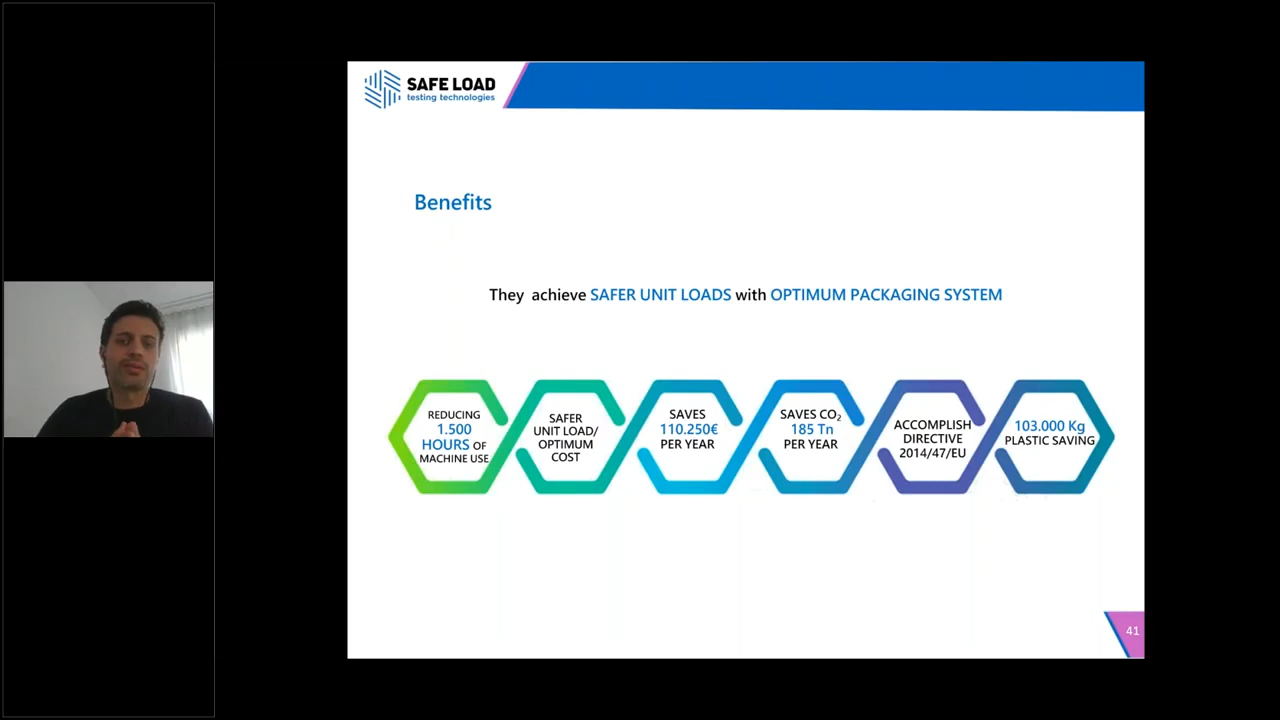 SAFE LOAD
testing technologies
Benefits
They achieve SAFER UNIT LOADS with OPTIMUM PACKAGING SYSTEM
REDUCING
1.500
HOURS OF
MACHINE USE
SAFER
UNIT LOAD/
OPTIMUM
COST
SAVES
110.250€
PER YEAR
SAVES CO₂
185 Tn
PER YEAR
ACCOMPLISH
DIRECTIVE
2014/47/EU
103.000 Kg
PLASTIC SAVING
41